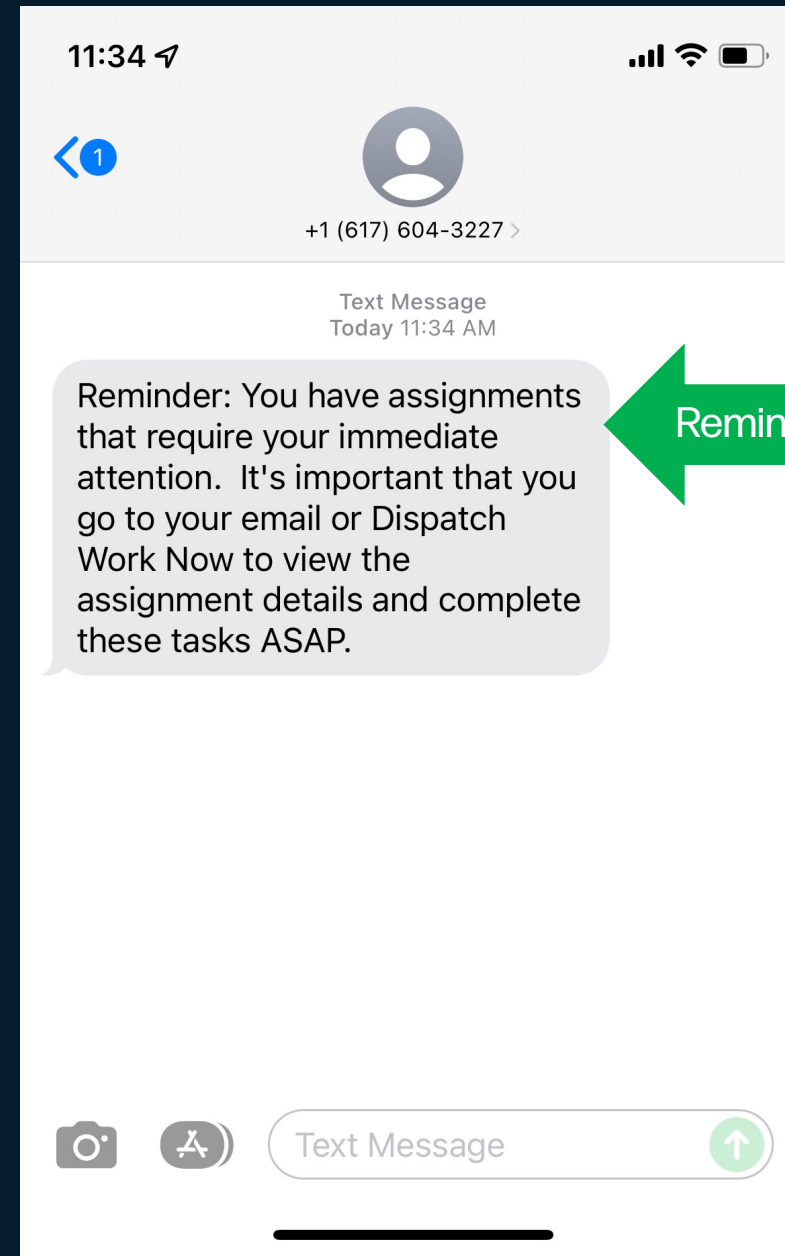 11:34
1
+1 (617) 604-3227
Text Message
Today 11:34 AM
Reminder: You have assignments
that require your immediate
attention.  It's important that you
go to your email or Dispatch
Work Now to view the
assignment details and complete
these tasks ASAP.
Remin
Text Message